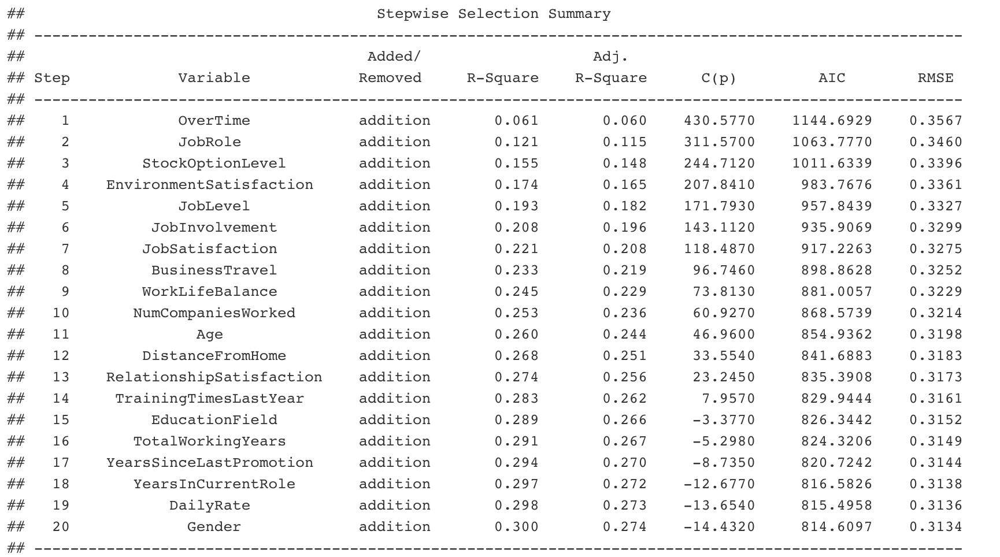 ##                                       Stepwise Selection Summary
## -------------------------------------------------------------------------------------------------------
##                                      Added/                   Adj.
## Step            Variable            Removed     R-Square    R-Square      C(p)         AIC        RMSE
## -------------------------------------------------------------------------------------------------------
##    1            OverTime            addition       0.061       0.060    430.5770    1144.6929    0.3567
##    2            JobRole             addition       0.121       0.115    311.5700    1063.7770    0.3460
##    3        StockOptionLevel        addition       0.155       0.148    244.7120    1011.6339    0.3396
##    4    EnvironmentSatisfaction     addition       0.174       0.165    207.8410     983.7676    0.3361
##    5            JobLevel            addition       0.193       0.182    171.7930     957.8439    0.3327
##    6         JobInvolvement         addition       0.208       0.196    143.1120     935.9069    0.3299
##    7        JobSatisfaction         addition       0.221       0.208    118.4870     917.2263    0.3275
##    8         BusinessTravel         addition       0.233       0.219     96.7460     898.8628    0.3252
##    9        WorkLifeBalance         addition       0.245       0.229     73.8130     881.0057    0.3229
##   10       NumCompaniesWorked       addition       0.253       0.236     60.9270     868.5739    0.3214
##   11              Age               addition       0.260       0.244     46.9600     854.9362    0.3198
##   12        DistanceFromHome        addition       0.268       0.251     33.5540     841.6883    0.3183
##   13    RelationshipSatisfaction    addition       0.274       0.256     23.2450     835.3908    0.3173
##   14     TrainingTimesLastYear      addition       0.283       0.262      7.9570     829.9444    0.3161
##   15         EducationField         addition       0.289       0.266     -3.3770     826.3442    0.3152
##   16       TotalWorkingYears        addition       0.291       0.267     -5.2980     824.3206    0.3149
##   17    YearsSinceLastPromotion     addition       0.294       0.270     -8.7350     820.7242    0.3144
##   18       YearsInCurrentRole       addition       0.297       0.272    -12.6770     816.5826    0.3138
##   19           DailyRate            addition       0.298       0.273    -13.6540     815.4958    0.3136
##   20             Gender             addition       0.300       0.274    -14.4320     814.6097    0.3134
## -------------------------------------------------------------------------------------------------------